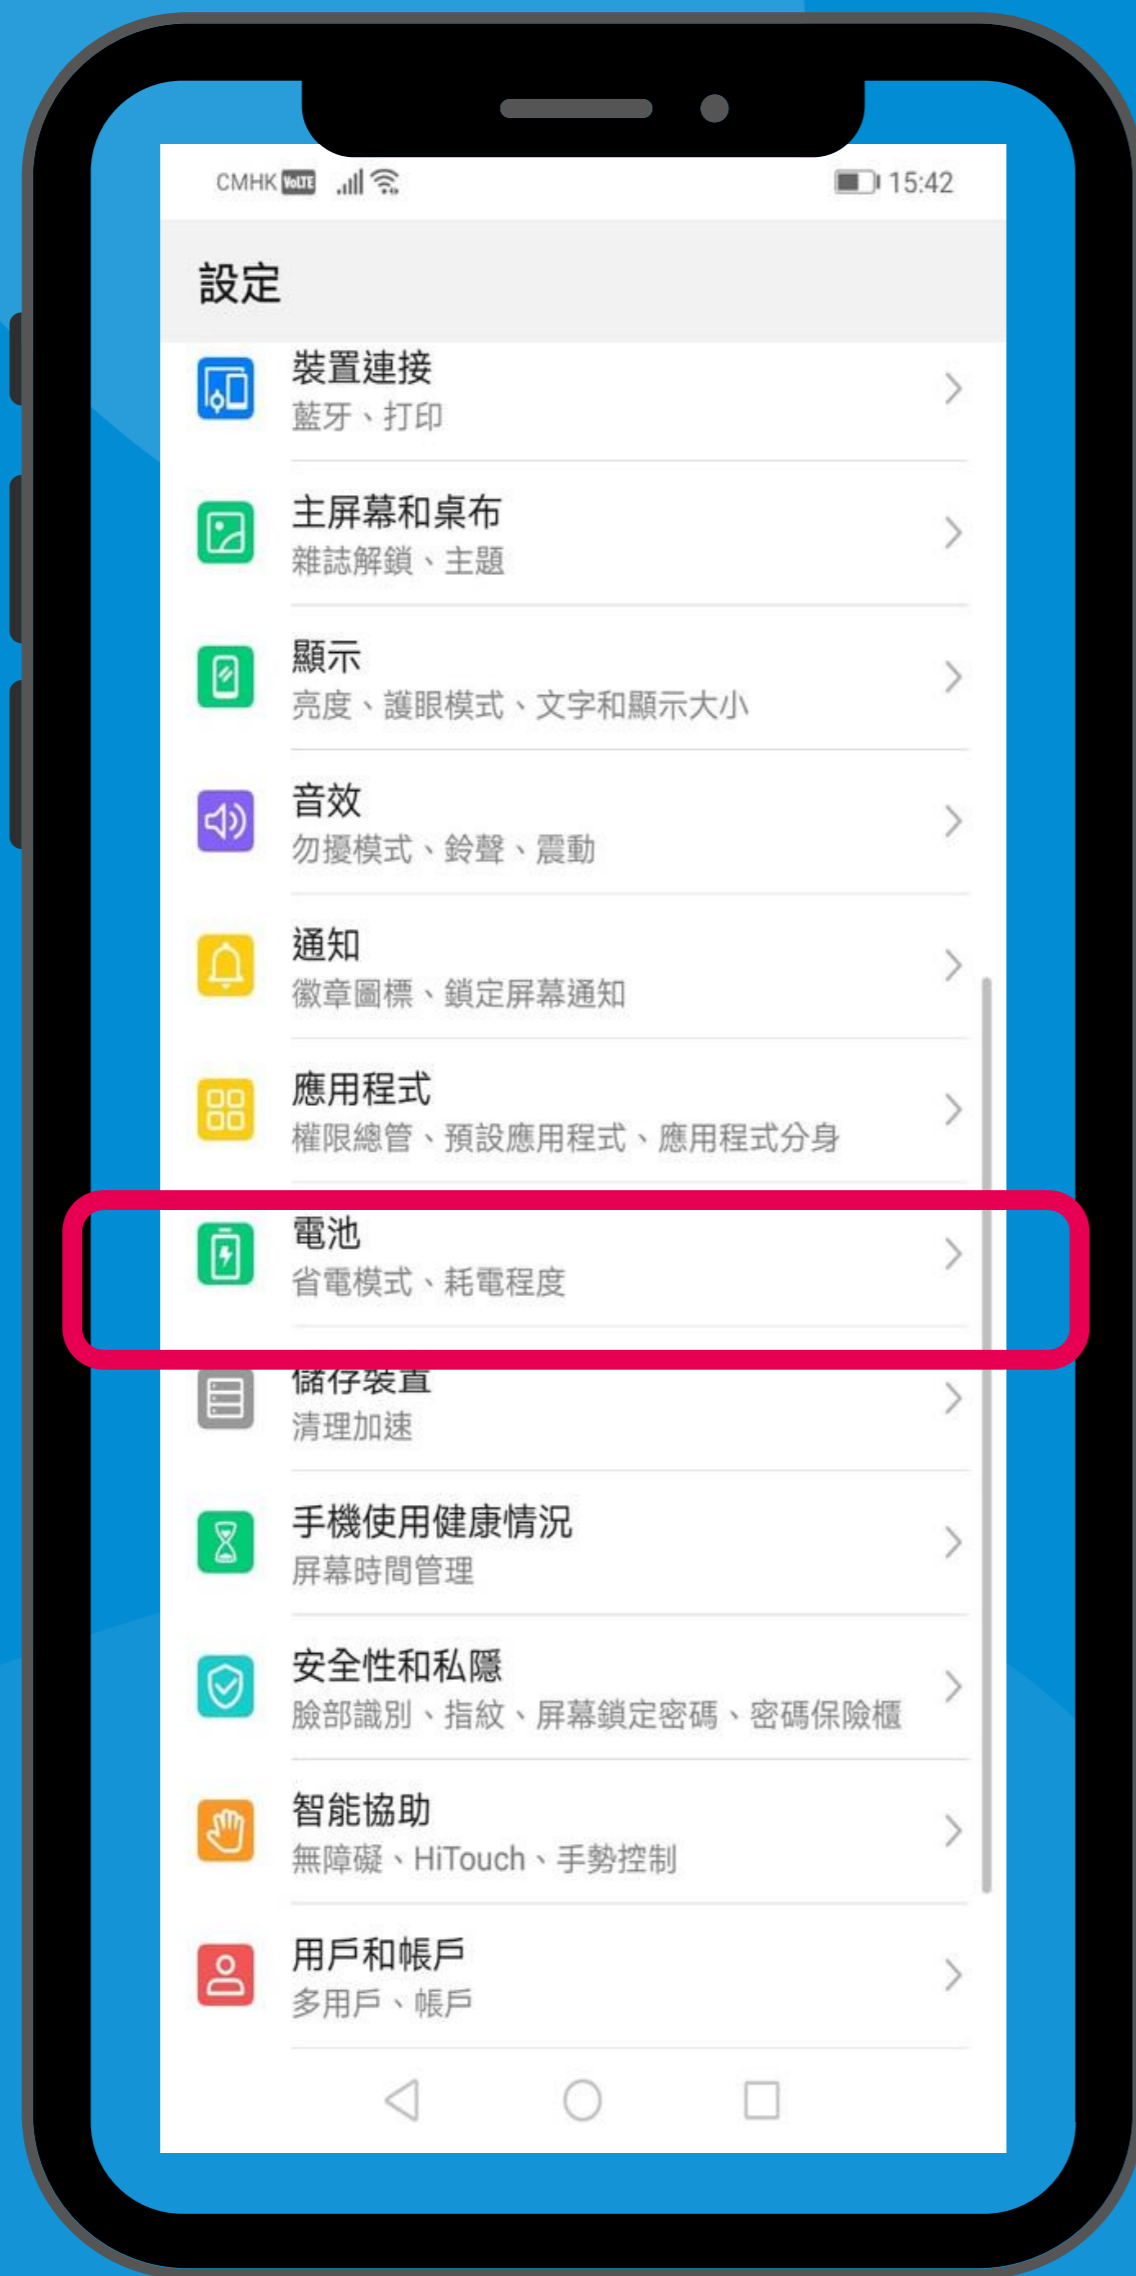 CMHK VoLTE 15:42
設定
裝置連接
藍牙、打印
主屏幕和桌布
雜誌解鎖、主題
顯示
亮度、護眼模式、文字和顯示大小
音效
勿擾模式、鈴聲、震動
通知
徽章圖標、鎖定屏幕通知
應用程式
權限總管、預設應用程式、應用程式分身
電池
省電模式、耗電程度
儲存裝置
清理加速
手機使用健康情況
屏幕時間管理
安全性和私隱
臉部識別、指紋、屏幕鎖定密碼、密碼保險櫃
智能協助
無障礙、HiTouch、手勢控制
用戶和帳戶
多用戶、帳戶